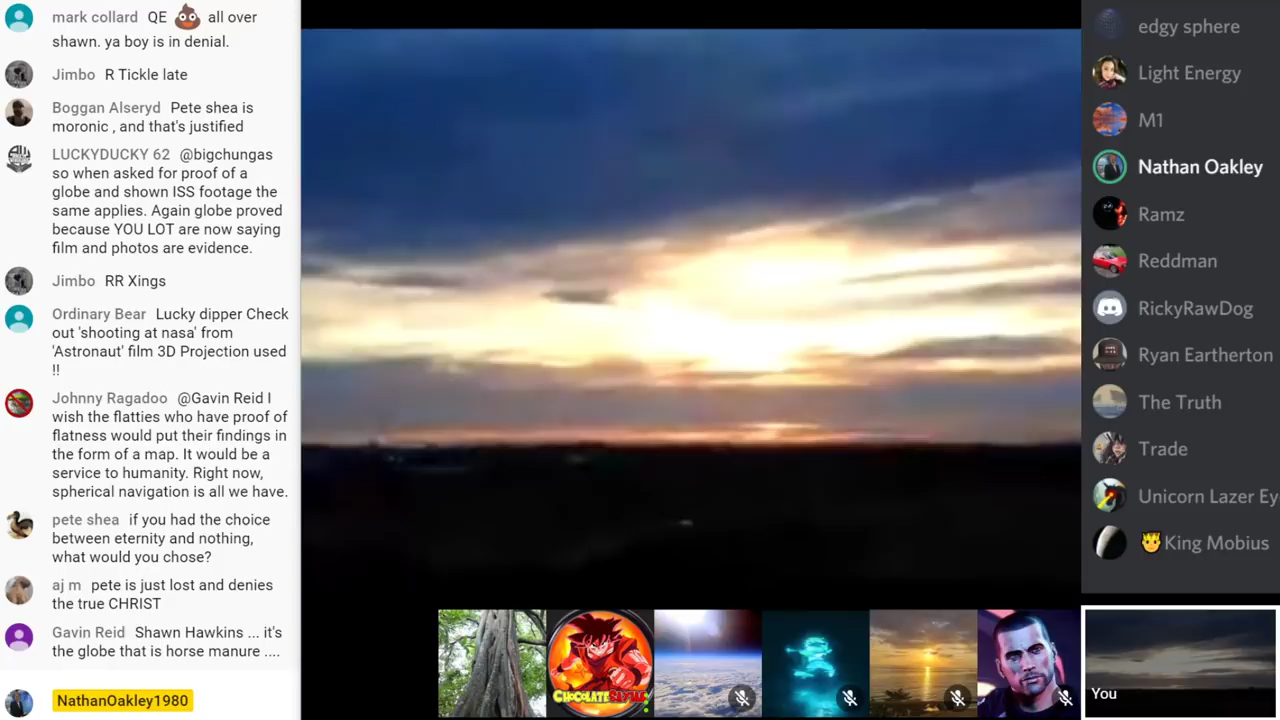 mark collard QE 💩 all over
shawn. ya boy is in denial.
Jimbo R Tickle late
Boggan Alseryd Pete shea is
moronic , and that's justified
LUCKYDUCKY 62 @bigchungas
so when asked for proof of a
globe and shown ISS footage the
same applies. Again globe proved
because YOU LOT are now saying
film and photos are evidence.
Jimbo RR Xings
Ordinary Bear Lucky dipper Check
out 'shooting at nasa' from
'Astronaut' film 3D Projection used
!!
Johnny Ragadoo @Gavin Reid I
wish the flatties who have proof of
flatness would put their findings in
the form of a map. It would be a
service to humanity. Right now,
spherical navigation is all we have.
pete shea if you had the choice
between eternity and nothing,
what would you chose?
aj m pete is just lost and denies
the true CHRIST
Gavin Reid Shawn Hawkins ... it's
the globe that is horse manure ....
NathanOakley1980
edgy sphere
Light Energy
M1
Nathan Oakley
Ramz
Reddman
RickyRawDog
Ryan Eartherton
The Truth
Trade
Unicorn Lazer Ey
🤴King Mobius
You